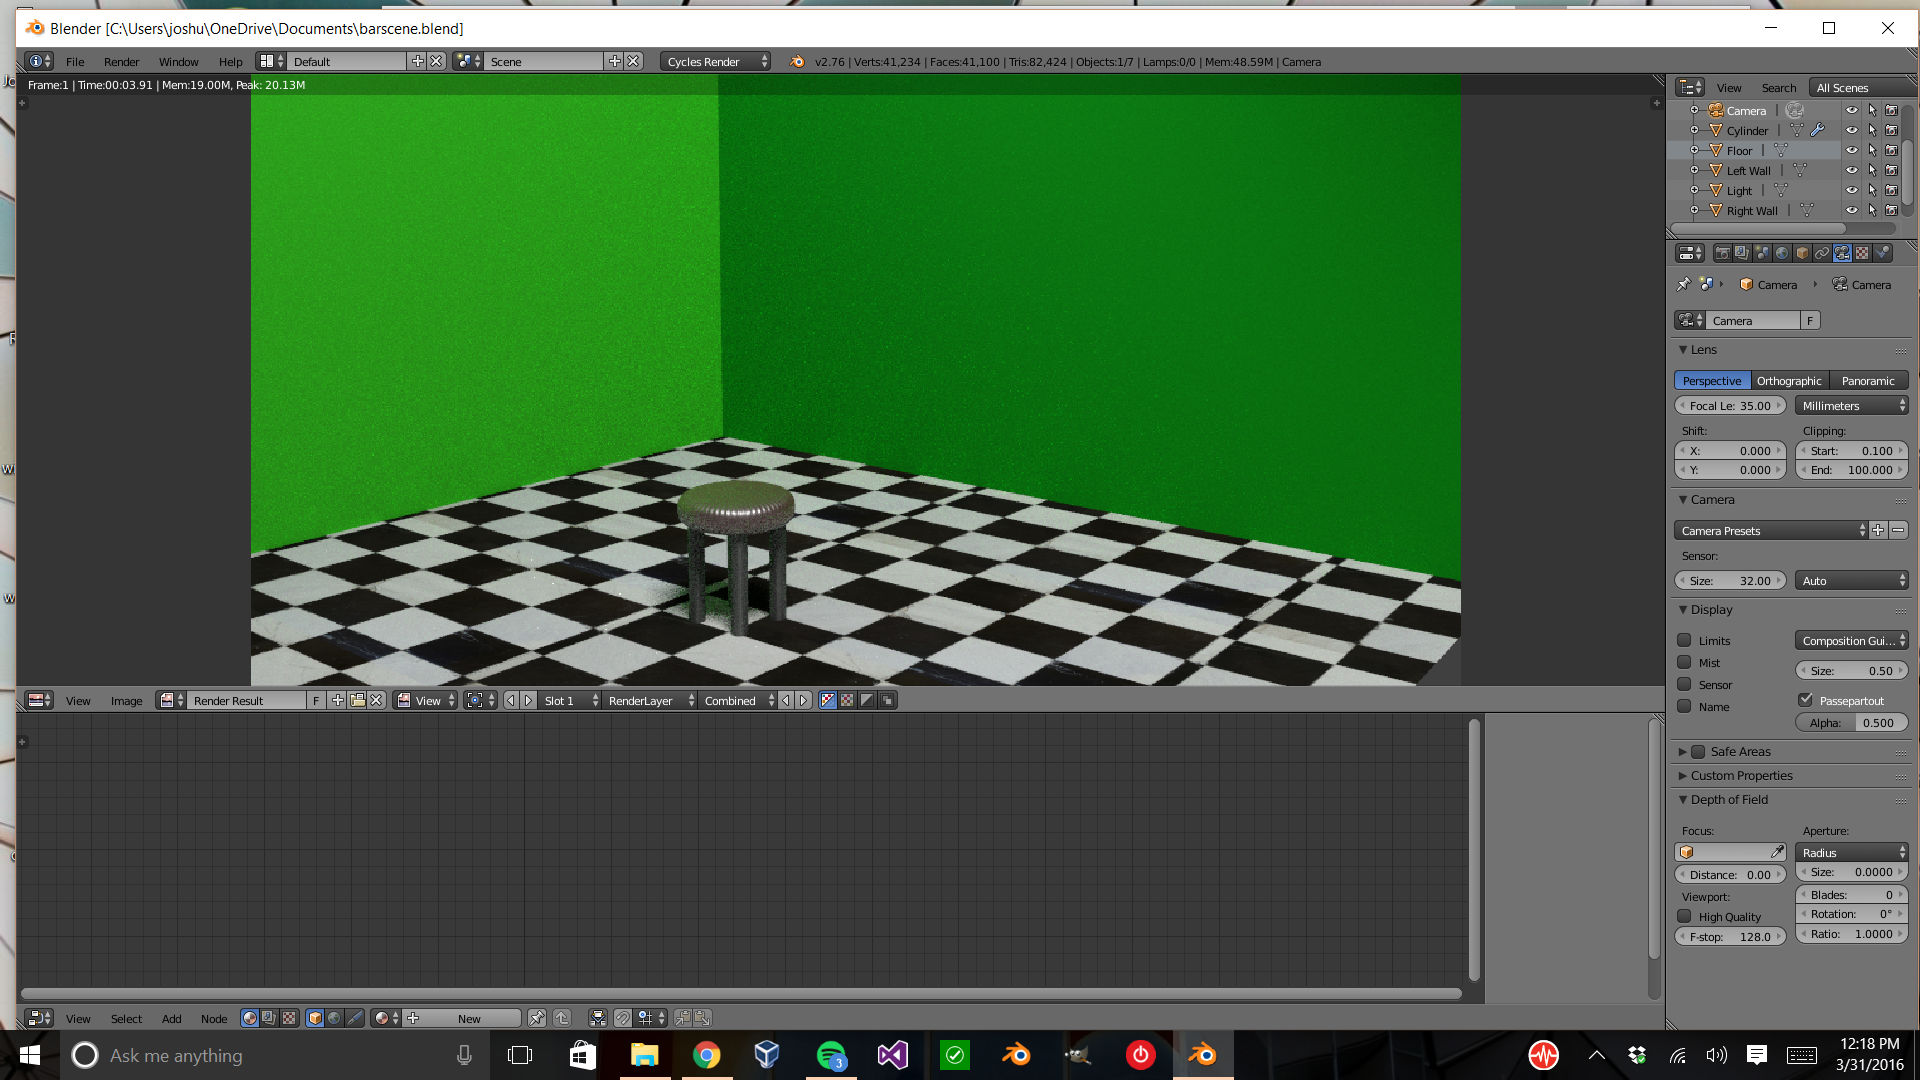 Blender [C:\Users\joshu\OneDrive\Documents\barscene.blend]
File Render Window Help Default Scene Cycles Render v2.76 | Verts:41,234 | Faces:41,100 | Tris:82,424 | Objects:1/7 | Lamps:0/0 | Mem:48.59M | Camera
Frame:1 | Time:00:03.91 | Mem:19.00M, Peak: 20.13M
View Search All Scenes
Camera
Cylinder
Floor
Left Wall
Light
Right Wall
Camera Camera
Camera F
Lens
Perspective Orthographic Panoramic
Focal Le: 35.00 Millimeters
Shift: Clipping:
X: 0.000 Start: 0.100
Y: 0.000 End: 100.000
Camera
Camera Presets
Sensor:
Size: 32.00 Auto
Display
Limits Composition Gui...
Mist Size: 0.50
Sensor Passepartout
Name Alpha: 0.500
Safe Areas
Custom Properties
Depth of Field
Focus: Aperture:
Radius
Distance: 0.00 Size: 0.0000
Viewport: Blades: 0
High Quality Rotation: 0°
F-stop: 128.0 Ratio: 1.0000
View Image Render Result F View Slot 1 RenderLayer Combined
View Select Add Node New
Ask me anything 3 12:18 PM
3/31/2016